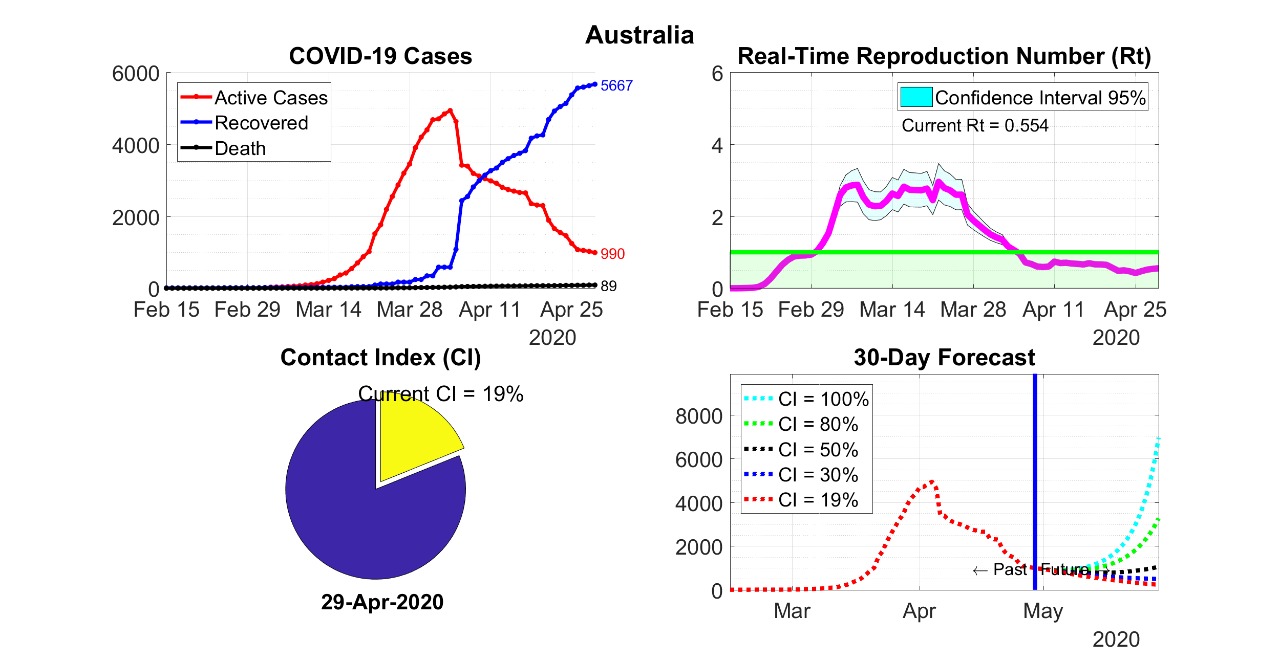 Australia
COVID-19 Cases
6000
4000
2000
0
Active Cases
Recovered
Death
5667
990
89
Feb 15 Feb 29 Mar 14 Mar 28 Apr 11 Apr 25
2020
Real-Time Reproduction Number (Rt)
6
4
2
0
Confidence Interval 95%
Current Rt = 0.554
Feb 15 Feb 29 Mar 14 Mar 28 Apr 11 Apr 25
2020
Contact Index (CI)
Current CI = 19%
29-Apr-2020
30-Day Forecast
8000
6000
4000
2000
0
CI = 100%
CI = 80%
CI = 50%
CI = 30%
CI = 19%
← Past Future →
Mar Apr May
2020